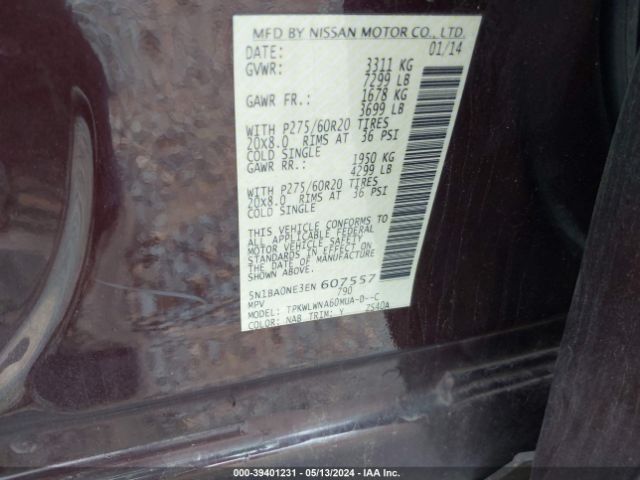 MFD BY NISSAN MOTOR CO., LTD.
DATE: 01/14
GVWR: 3311 KG
7299 LB
GAWR FR.: 1678 KG
3699 LB
WITH P275/60R20 TIRES
20X8.0 RIMS AT 36 PSI
COLD SINGLE
GAWR RR.: 1950 KG
4299 LB
WITH P275/60R20 TIRES
20X8.0 RIMS AT 36 PSI
COLD SINGLE
THIS VEHICLE CONFORMS TO
ALL APPLICABLE FEDERAL
MOTOR VEHICLE SAFETY
STANDARDS IN EFFECT ON
THE DATE OF MANUFACTURE
SHOWN ABOVE.
5N1BA0NE3EN 607557
MPV 790
MODEL: TPKWLWNA60MUA-D--C
COLOR: NAB TRIM: Y ZS40A
000-39401231 - 05/13/2024 - IAA Inc.